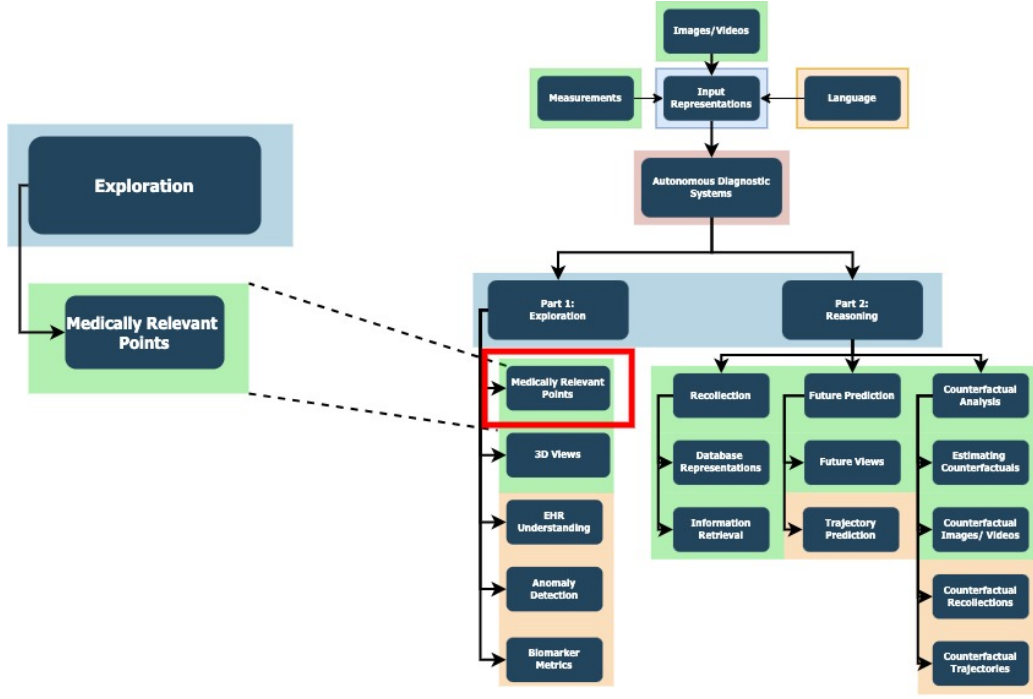 Images/Videos
Measurements
Input
Representations
Language
Autonomous Diagnostic
Systems
Exploration
Medically Relevant
Points
Part 1:
Exploration
Part 2:
Reasoning
Medically Relevant
Points
3D Views
EHR
Understanding
Anomaly
Detection
Biomarker
Metrics
Recollection
Database
Representations
Information
Retrieval
Future Prediction
Future Views
Trajectory
Prediction
Counterfactual
Analysis
Estimating
Counterfactuals
Counterfactual
Images/ Videos
Counterfactual
Recollections
Counterfactual
Trajectories